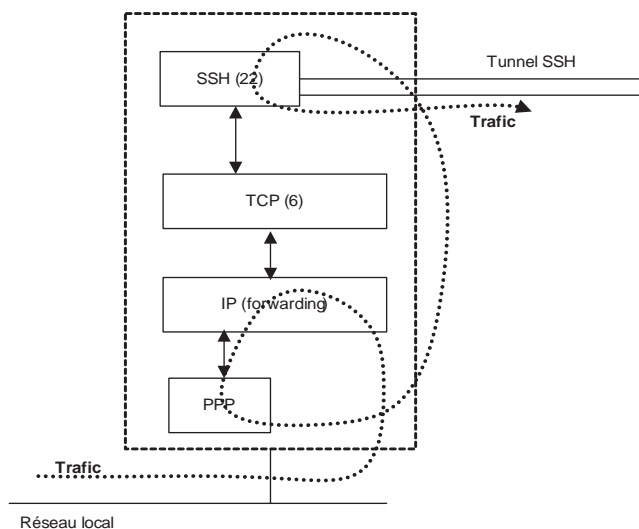 Tunnel SSH
SSH (22)
Trafic
TCP (6)
IP (forwarding)
PPP
Trafic
Réseau local